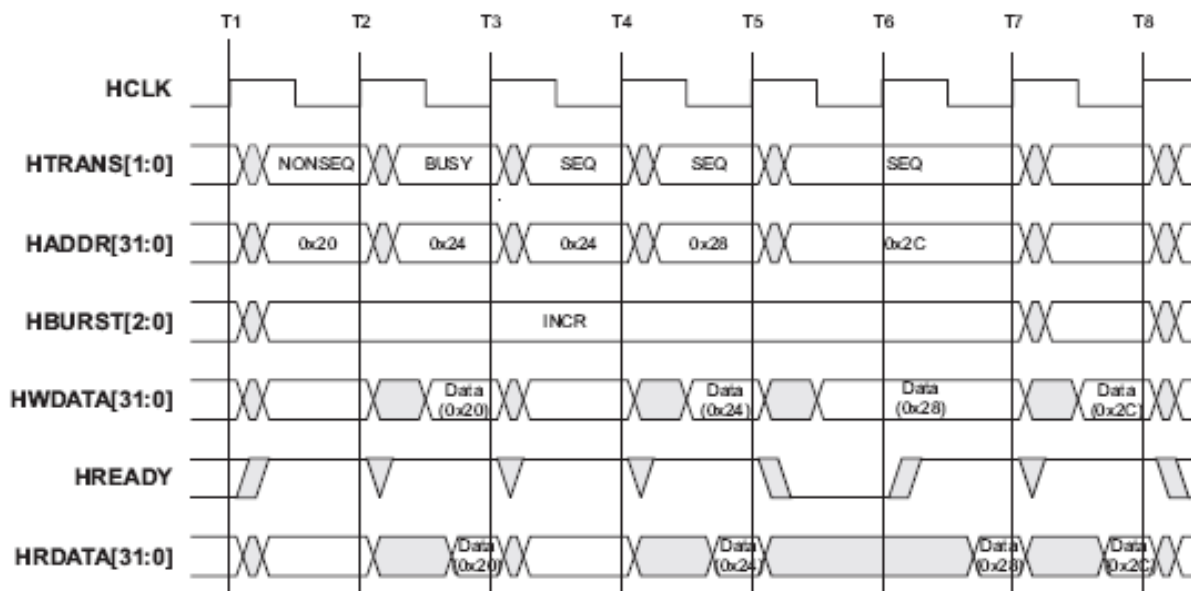 T1 T2 T3 T4 T5 T6 T7 T8
HCLK
HTRANS[1:0] NONSEQ BUSY SEQ SEQ SEQ
HADDR[31:0] 0x20 0x24 0x24 0x28 0x2C
HBURST[2:0] INCR
HWDATA[31:0] Data (0x20) Data (0x24) Data (0x28) Data (0x2C)
HREADY
HRDATA[31:0] Data (0x20) Data (0x24) Data (0x28) Data (0x2C)